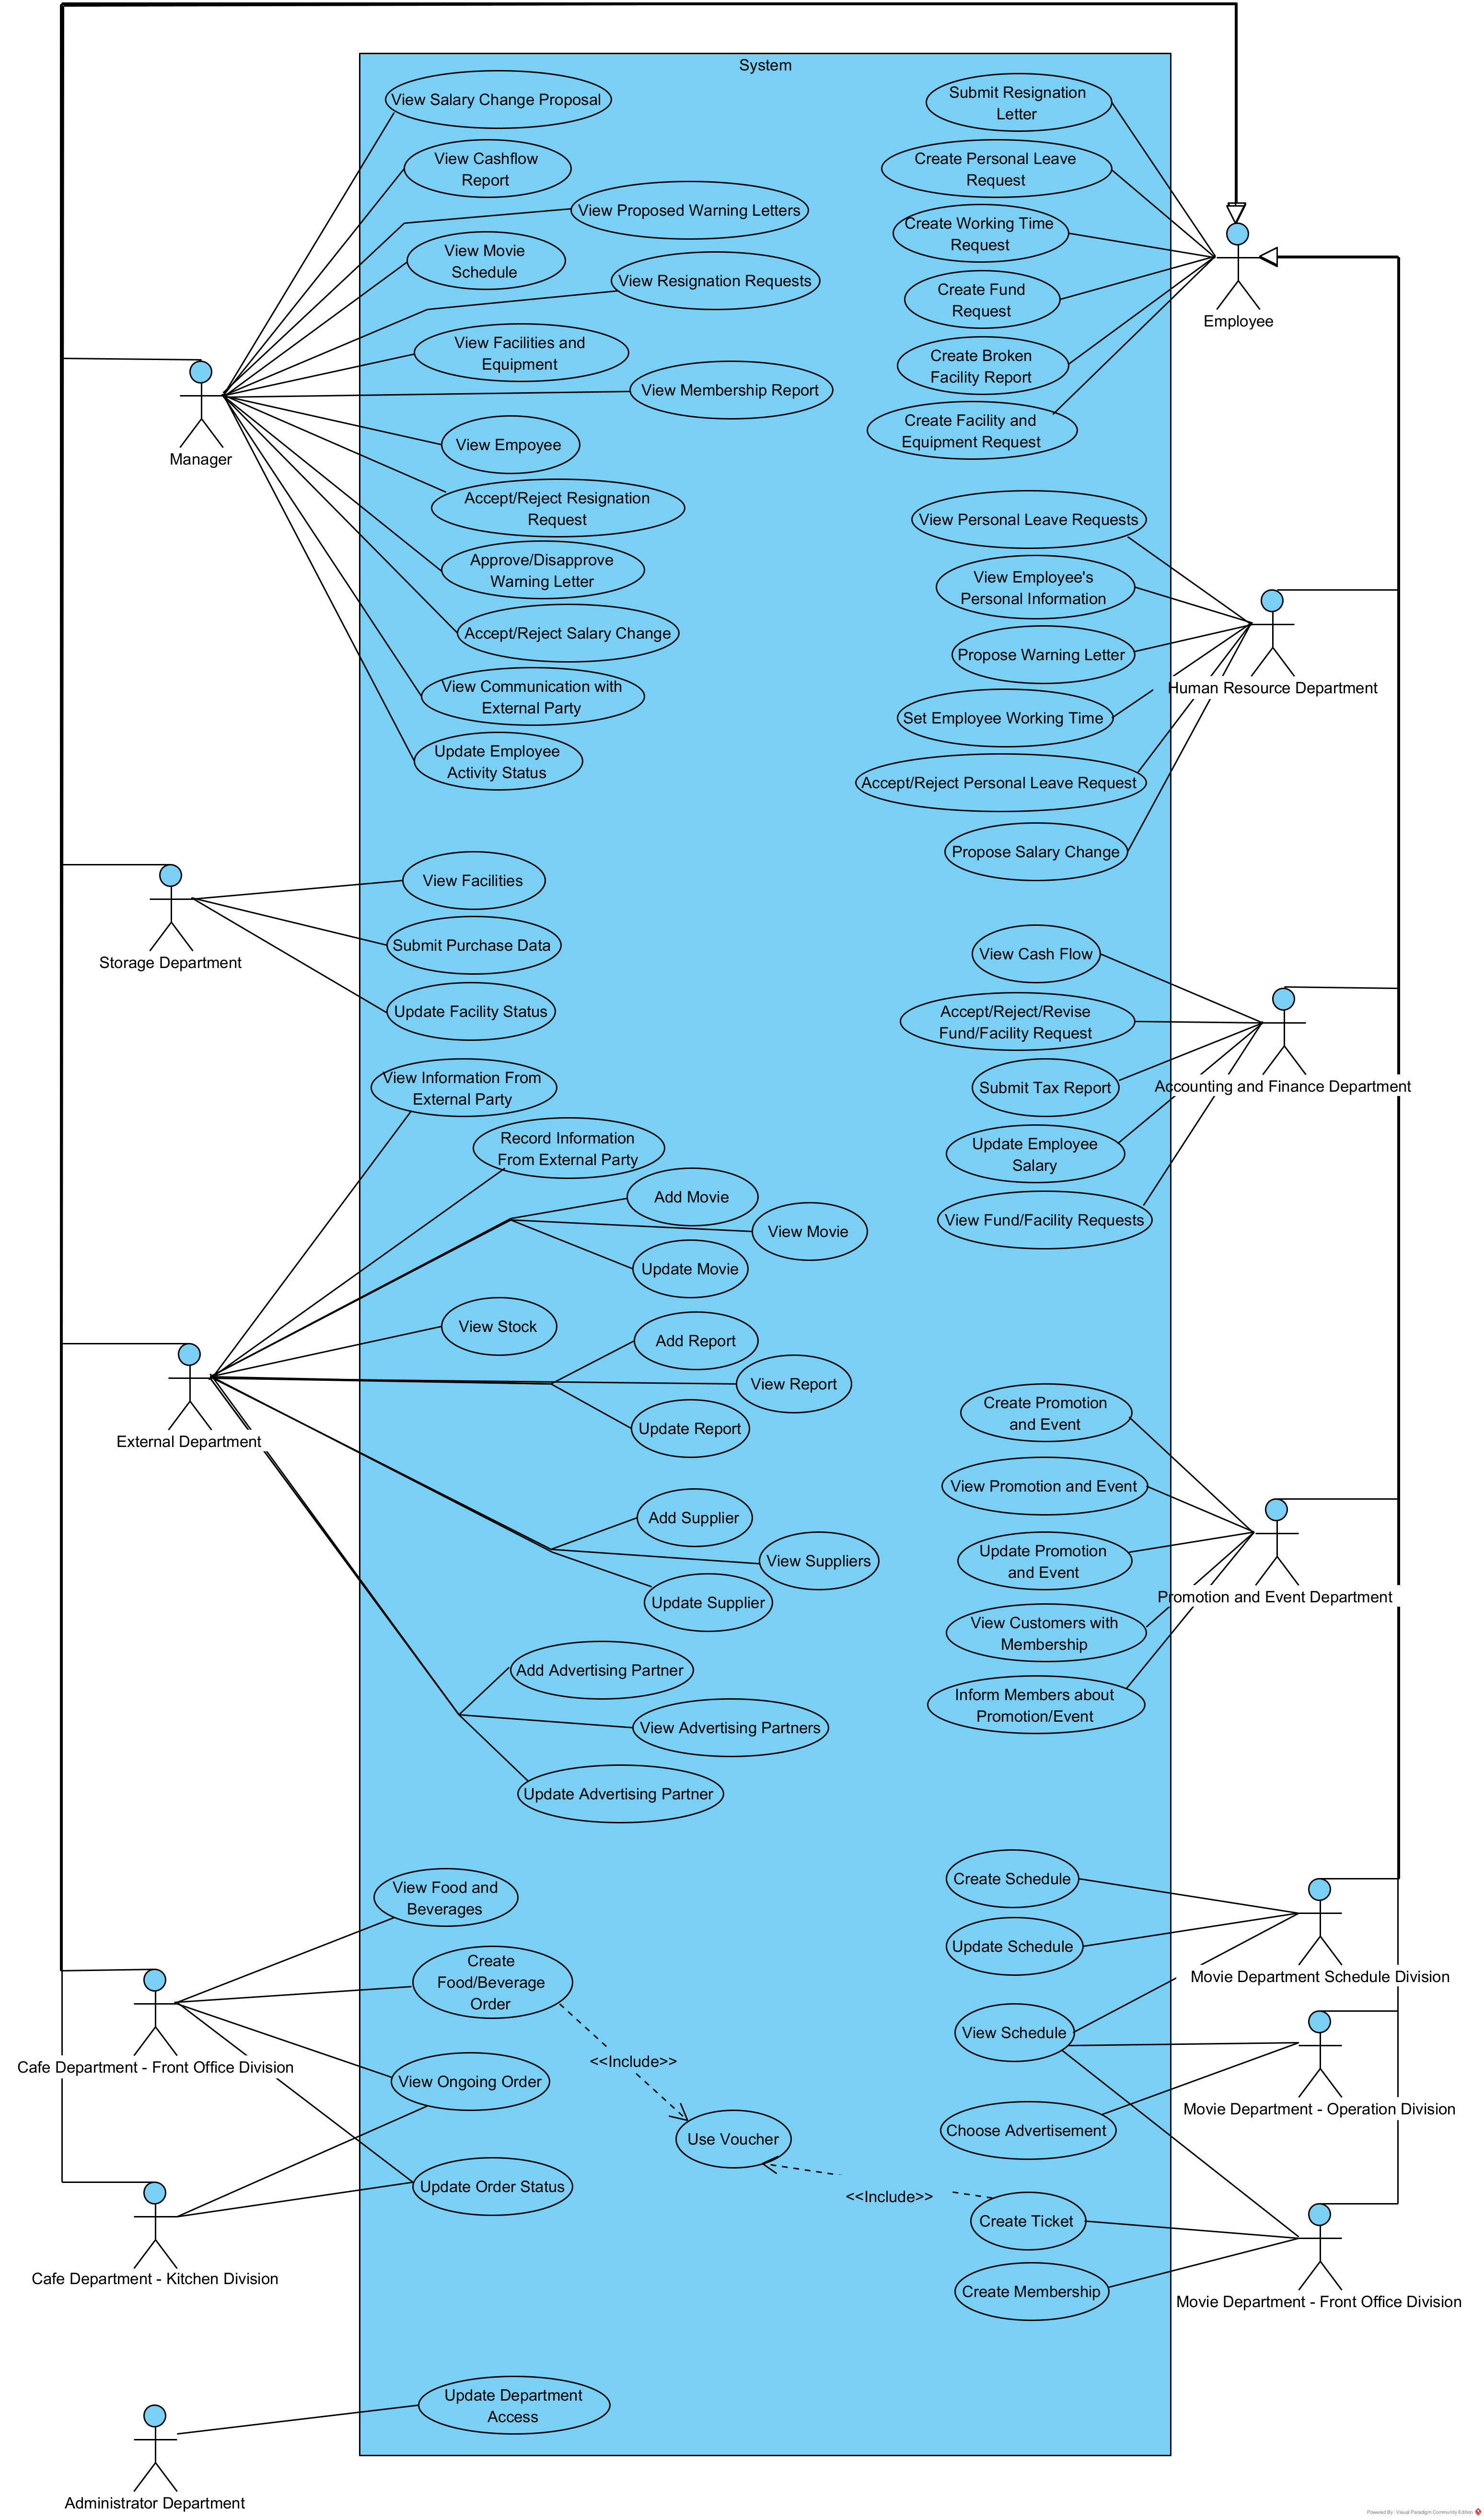 System
View Salary Change Proposal
View Cashflow
Report
View Proposed Warning Letters
View Movie
Schedule
View Resignation Requests
View Facilities and
Equipment
View Membership Report
View Empoyee
Accept/Reject Resignation
Request
Approve/Disapprove
Warning Letter
Accept/Reject Salary Change
View Communication with
External Party
Update Employee
Activity Status
Manager
Submit Resignation
Letter
Create Personal Leave
Request
Create Working Time
Request
Create Fund
Request
Create Broken
Facility Report
Create Facility and
Equipment Request
Employee
View Personal Leave Requests
View Employee's
Personal Information
Propose Warning Letter
Set Employee Working Time
Accept/Reject Personal Leave Request
Propose Salary Change
Human Resource Department
View Facilities
Submit Purchase Data
Update Facility Status
Storage Department
View Cash Flow
Accept/Reject/Revise
Fund/Facility Request
Submit Tax Report
Update Employee
Salary
View Fund/Facility Requests
Accounting and Finance Department
View Information From
External Party
Record Information
From External Party
Add Movie
View Movie
Update Movie
View Stock
Add Report
View Report
Update Report
Add Supplier
View Suppliers
Update Supplier
Add Advertising Partner
View Advertising Partners
Update Advertising Partner
External Department
Create Promotion
and Event
View Promotion and Event
Update Promotion
and Event
View Customers with
Membership
Inform Members about
Promotion/Event
Promotion and Event Department
View Food and
Beverages
Create
Food/Beverage
Order
View Ongoing Order
Update Order Status
Cafe Department - Front Office Division
Cafe Department - Kitchen Division
<<Include>>
Use Voucher
<<Include>>
Create Schedule
Update Schedule
View Schedule
Choose Advertisement
Create Ticket
Create Membership
Movie Department Schedule Division
Movie Department - Operation Division
Movie Department - Front Office Division
Update Department
Access
Administrator Department
Powered By: Visual Paradigm Community Edition